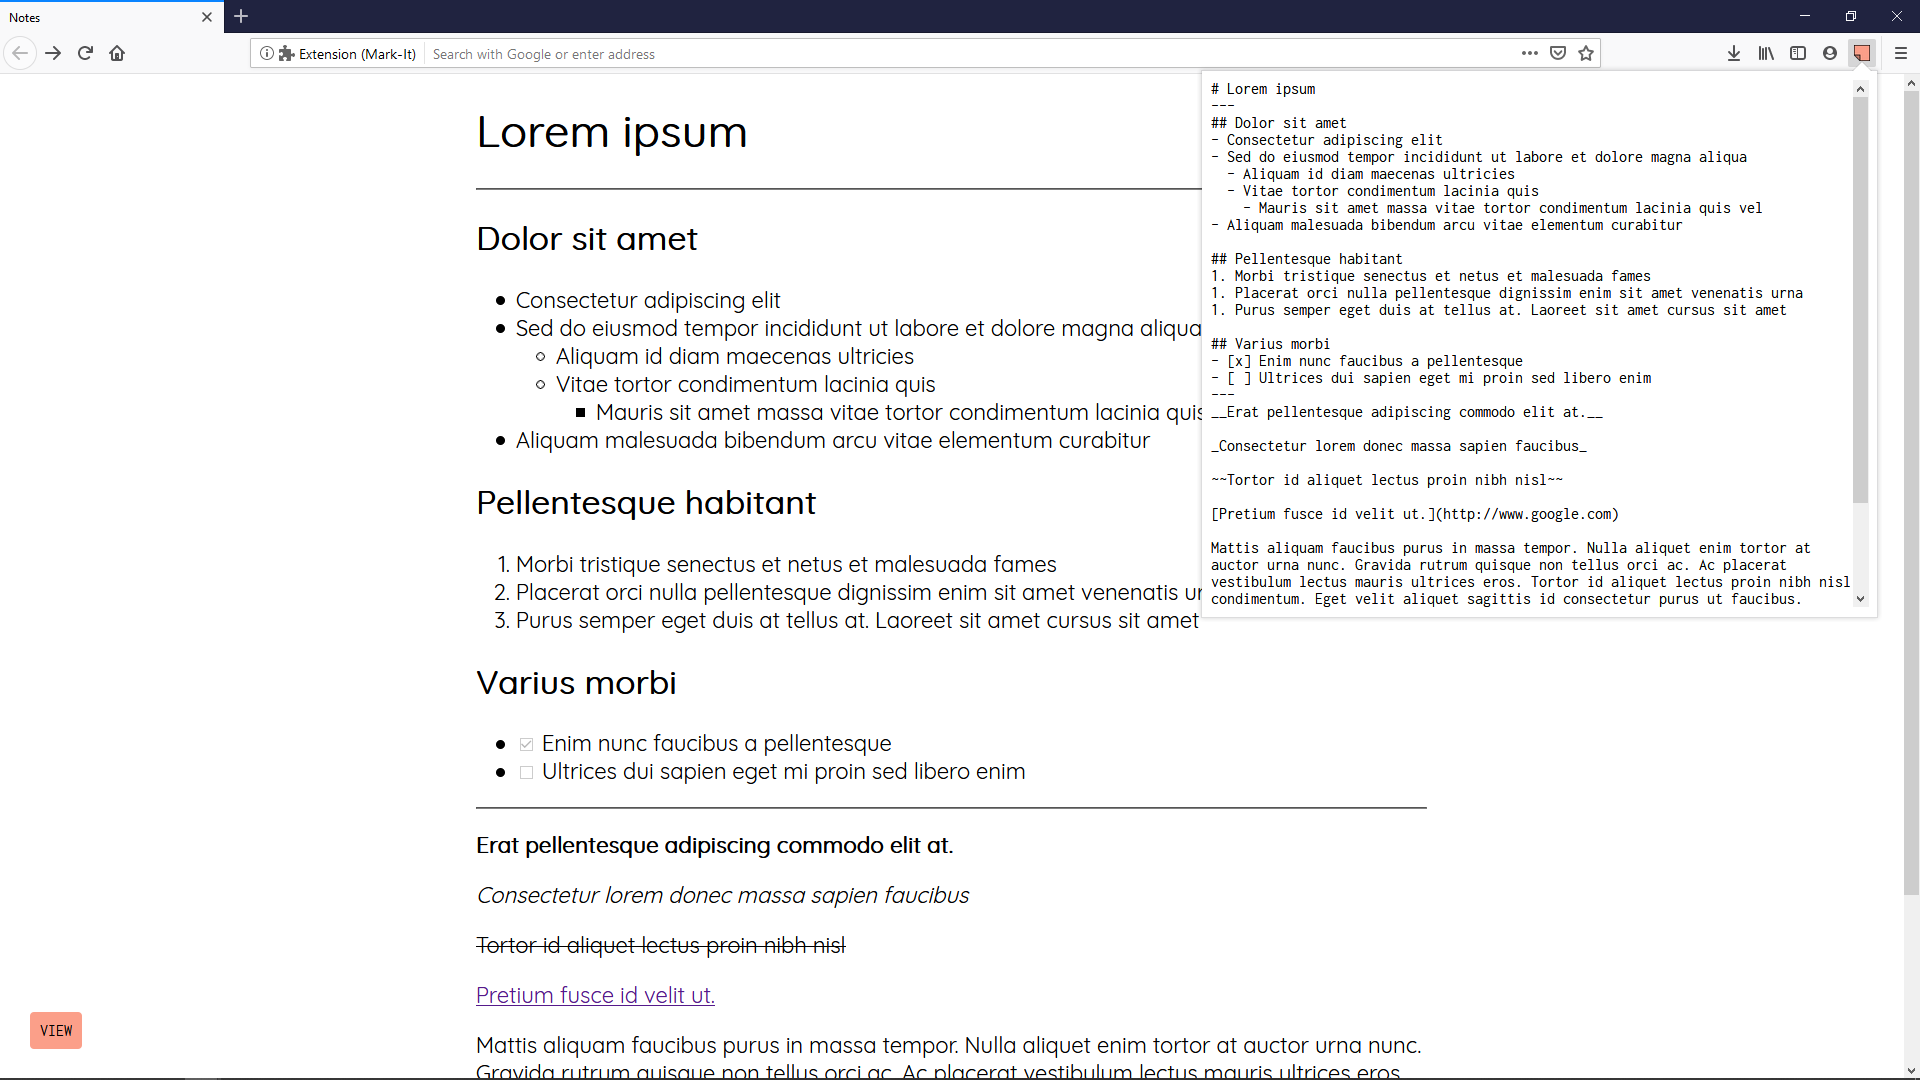 Notes
Extension (Mark-It)
Search with Google or enter address
Lorem ipsum
Dolor sit amet
Consectetur adipiscing elit
Sed do eiusmod tempor incididunt ut labore et dolore magna aliqua
Aliquam id diam maecenas ultricies
Vitae tortor condimentum lacinia quis
Mauris sit amet massa vitae tortor condimentum lacinia quis
Aliquam malesuada bibendum arcu vitae elementum curabitur
Pellentesque habitant
1. Morbi tristique senectus et netus et malesuada fames
2. Placerat orci nulla pellentesque dignissim enim sit amet venenatis
3. Purus semper eget duis at tellus at. Laoreet sit amet cursus sit amet
Varius morbi
Enim nunc faucibus a pellentesque
Ultrices dui sapien eget mi proin sed libero enim
Erat pellentesque adipiscing commodo elit at.
Consectetur lorem donec massa sapien faucibus
Tortor id aliquet lectus proin nibh nisl
Pretium fusce id velit ut.
Mattis aliquam faucibus purus in massa tempor. Nulla aliquet enim tortor at auctor urna nunc.
Gravida rutrum quisque non tellus orci ac. Ac placerat vestibulum lectus mauris ultrices eros.
VIEW
# Lorem ipsum
---
## Dolor sit amet
- Consectetur adipiscing elit
- Sed do eiusmod tempor incididunt ut labore et dolore magna aliqua
- Aliquam id diam maecenas ultricies
- Vitae tortor condimentum lacinia quis
- Mauris sit amet massa vitae tortor condimentum lacinia quis vel
- Aliquam malesuada bibendum arcu vitae elementum curabitur
## Pellentesque habitant
1. Morbi tristique senectus et netus et malesuada fames
1. Placerat orci nulla pellentesque dignissim enim sit amet venenatis urna
1. Purus semper eget duis at tellus at. Laoreet sit amet cursus sit amet
## Varius morbi
- [x] Enim nunc faucibus a pellentesque
- [ ] Ultrices dui sapien eget mi proin sed libero enim
---
__Erat pellentesque adipiscing commodo elit at.__
_Consectetur lorem donec massa sapien faucibus_
~~Tortor id aliquet lectus proin nibh nisl~~
[Pretium fusce id velit ut.](http://www.google.com)
Mattis aliquam faucibus purus in massa tempor. Nulla aliquet enim tortor at
auctor urna nunc. Gravida rutrum quisque non tellus orci ac. Ac placerat
vestibulum lectus mauris ultrices eros. Tortor id aliquet lectus proin nibh nisl
condimentum. Eget velit aliquet sagittis id consectetur purus ut faucibus.